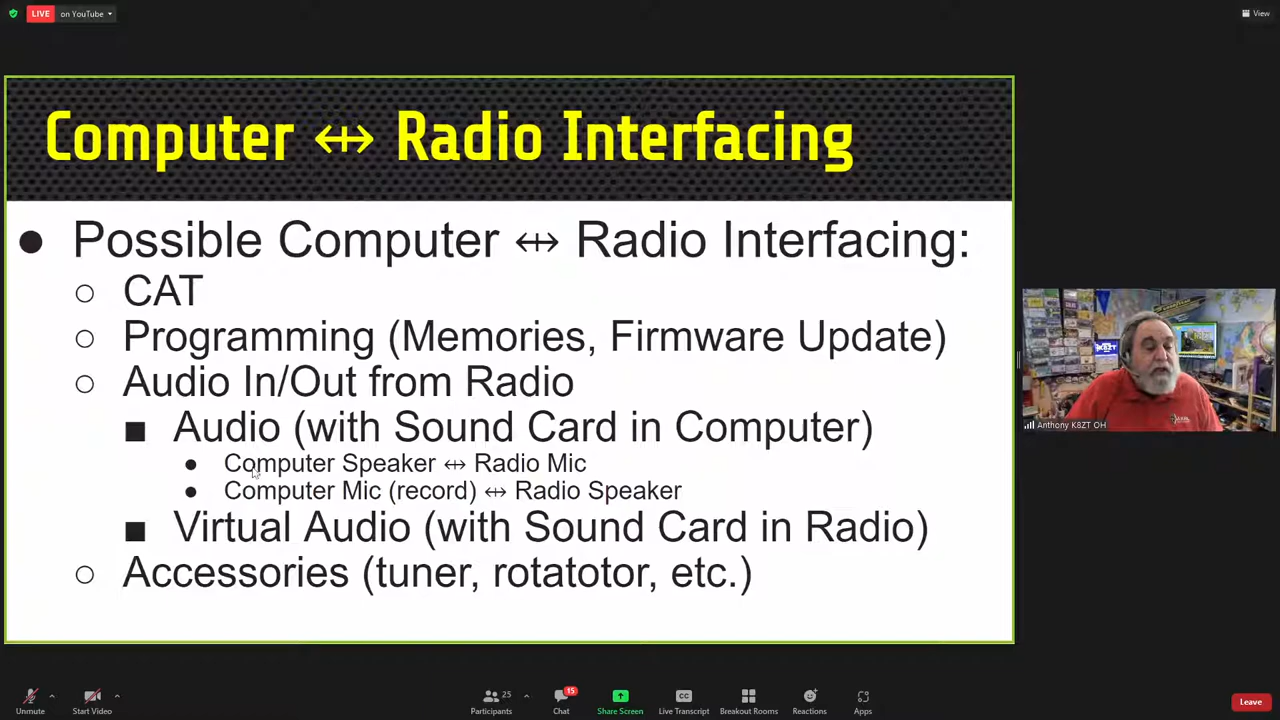 LIVE on YouTube
View
Computer ↔ Radio Interfacing
● Possible Computer ↔ Radio Interfacing:
○ CAT
○ Programming (Memories, Firmware Update)
○ Audio In/Out from Radio
■ Audio (with Sound Card in Computer)
● Computer Speaker ↔ Radio Mic
● Computer Mic (record) ↔ Radio Speaker
■ Virtual Audio (with Sound Card in Radio)
○ Accessories (tuner, rotatotor, etc.)
K8ZT
Anthony K8ZT OH
Unmute
Start Video
25
Participants
15
Chat
Share Screen
CC
Live Transcript
Breakout Rooms
Reactions
Apps
Leave